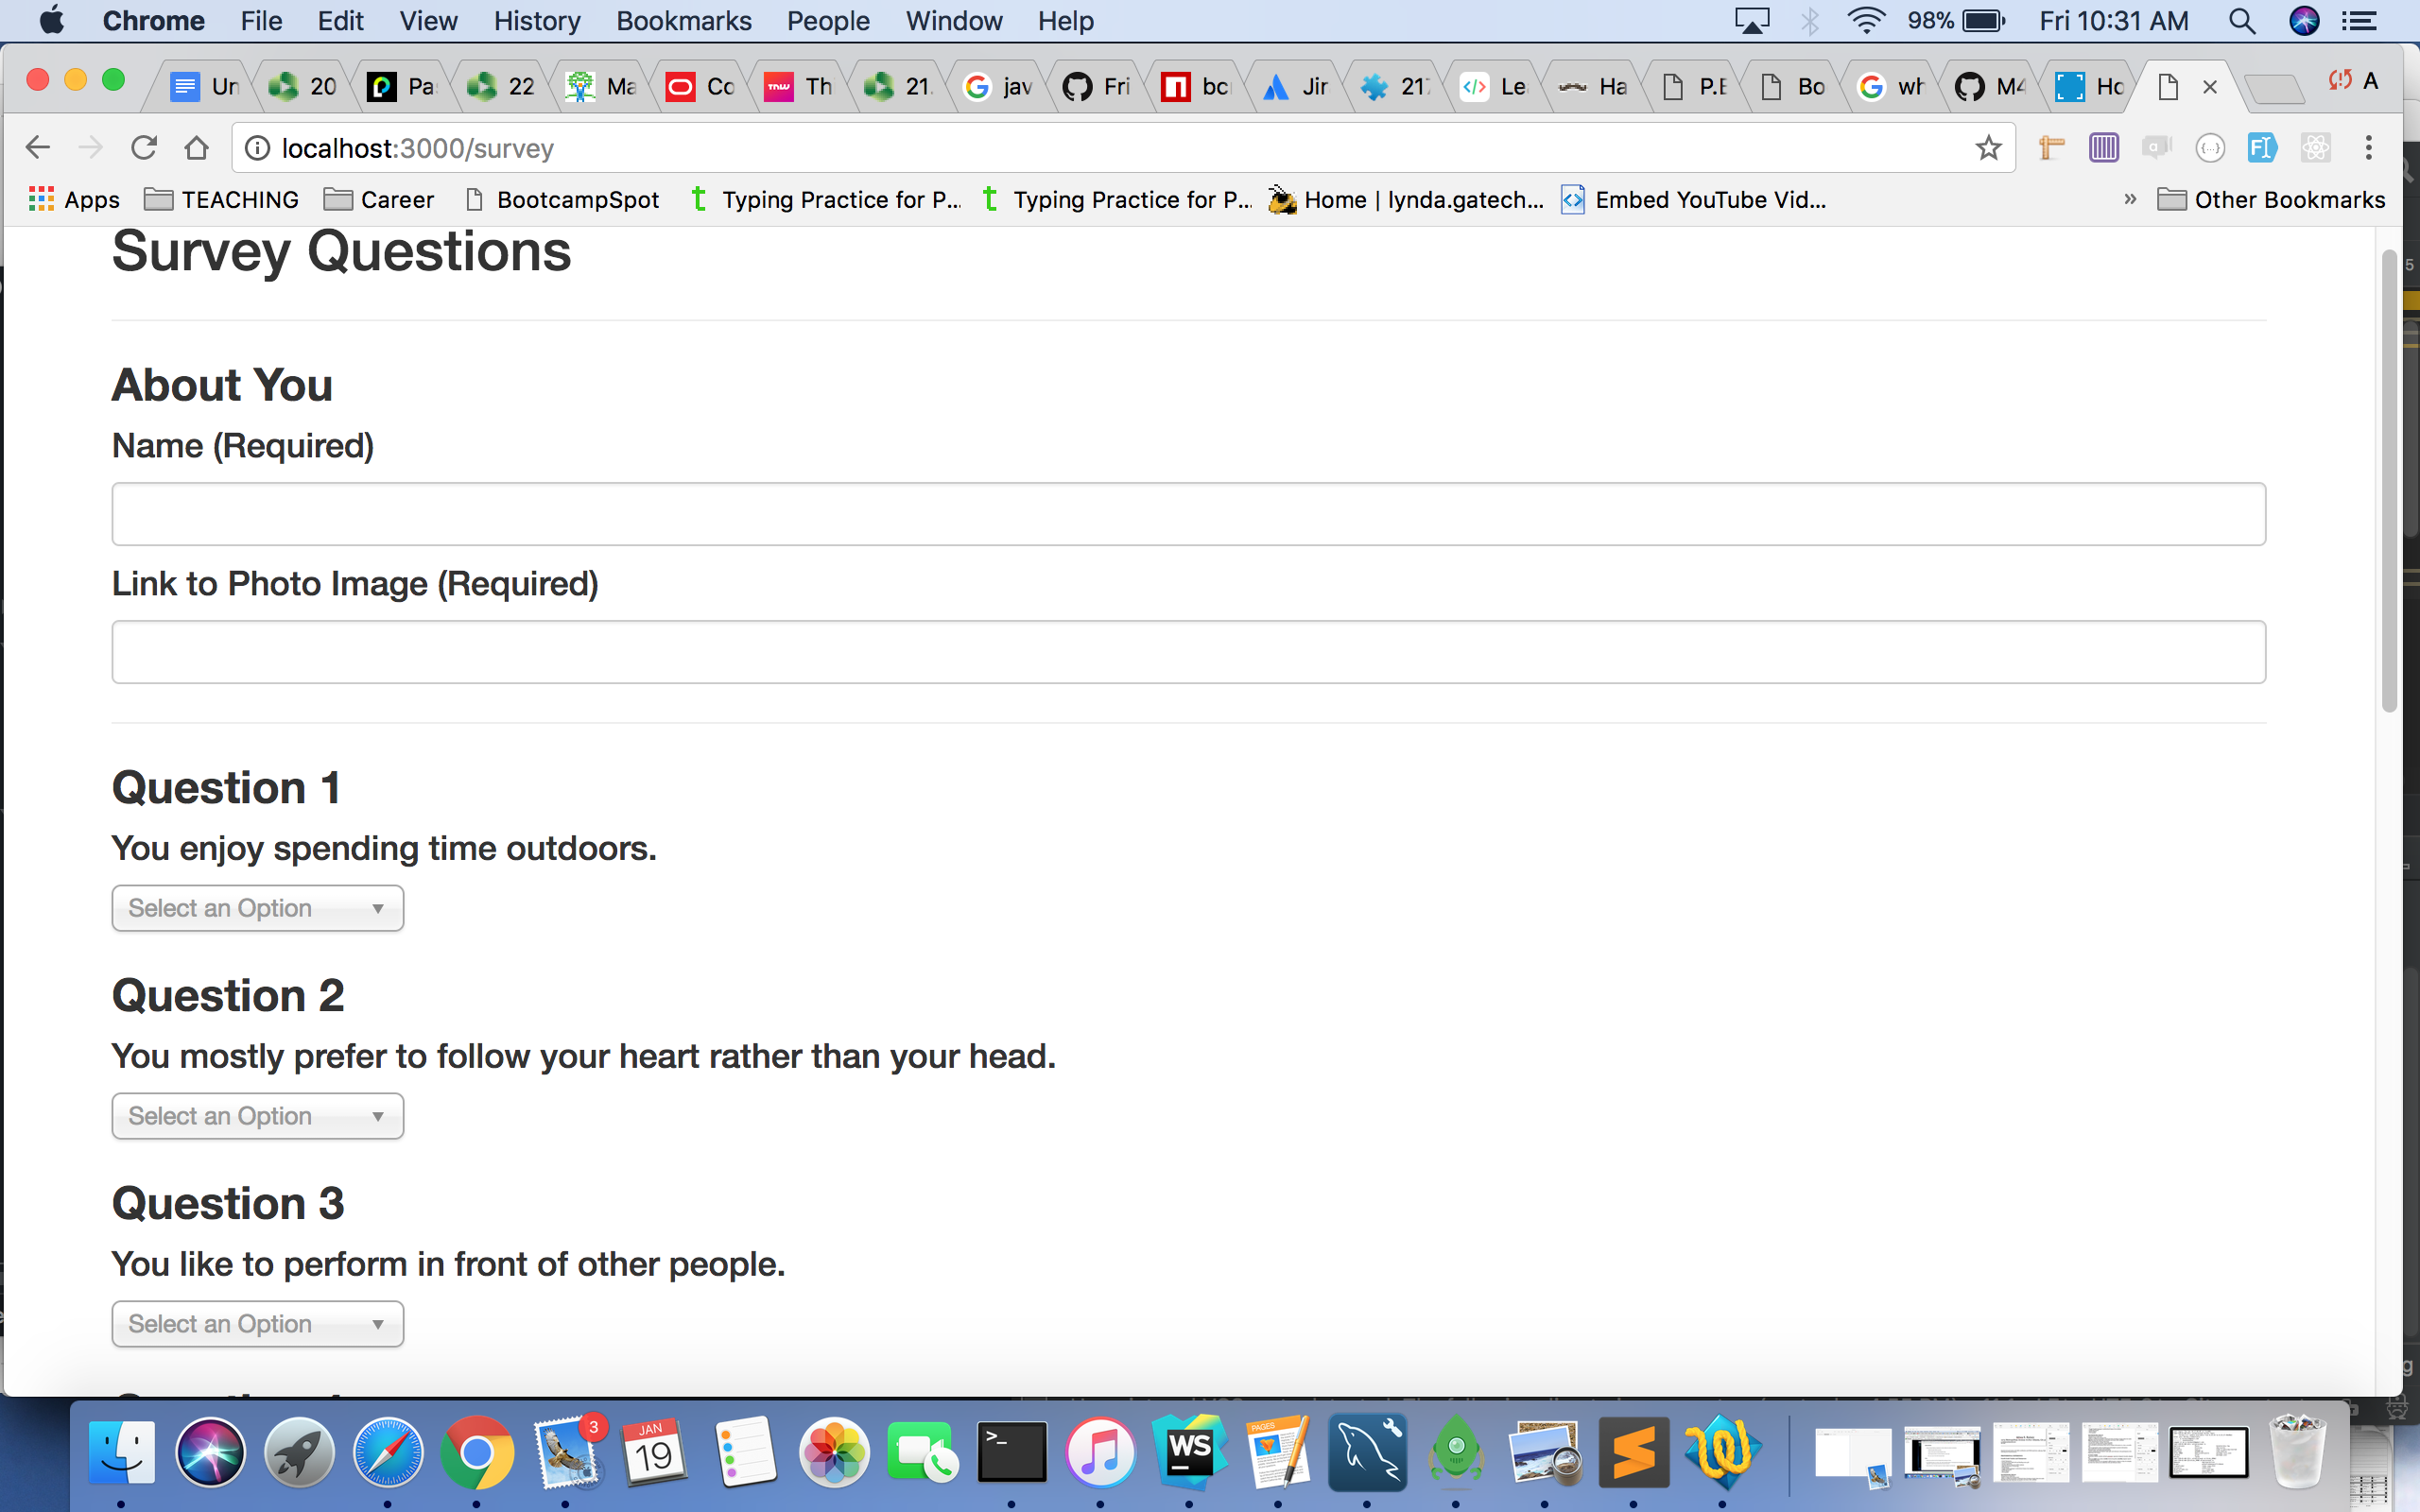 Chrome File Edit View History Bookmarks People Window Help 98% Fri 10:31 AM
Un 20 Pa 22 Ma Co Th 21. jav Fri bc Jir 217 Le Ha P.E Bo wh M4 Ho A
localhost:3000/survey
Apps TEACHING Career BootcampSpot Typing Practice for P... Typing Practice for P... Home | lynda.gatech... Embed YouTube Vid... » Other Bookmarks
Survey Questions
About You
Name (Required)
Link to Photo Image (Required)
Question 1
You enjoy spending time outdoors.
Select an Option
Question 2
You mostly prefer to follow your heart rather than your head.
Select an Option
Question 3
You like to perform in front of other people.
Select an Option
3 JAN 19 WS PAGES